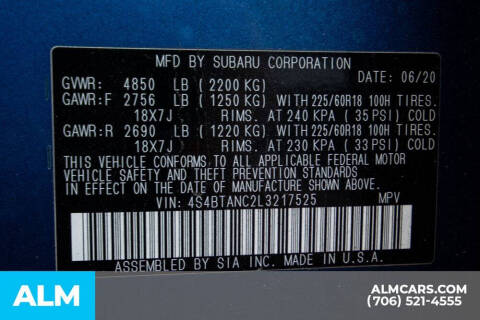 MFD BY SUBARU CORPORATION
DATE: 06/20
GVWR: 4850 LB (2200 KG)
GAWR:F 2756 LB (1250 KG) WITH 225/60R18 100H TIRES.
18X7J RIMS. AT 240 KPA (35 PSI) COLD
GAWR:R 2690 LB (1220 KG) WITH 225/60R18 100H TIRES.
18X7J RIMS. AT 230 KPA (33 PSI) COLD
THIS VEHICLE CONFORMS TO ALL APPLICABLE FEDERAL MOTOR
VEHICLE SAFETY AND THEFT PREVENTION STANDARDS
IN EFFECT ON THE DATE OF MANUFACTURE SHOWN ABOVE.
VIN: 4S4BTANC2L3217525 MPV
ASSEMBLED BY SIA INC. MADE IN U.S.A.
ALM
ALMCARS.COM
(706) 521-4555